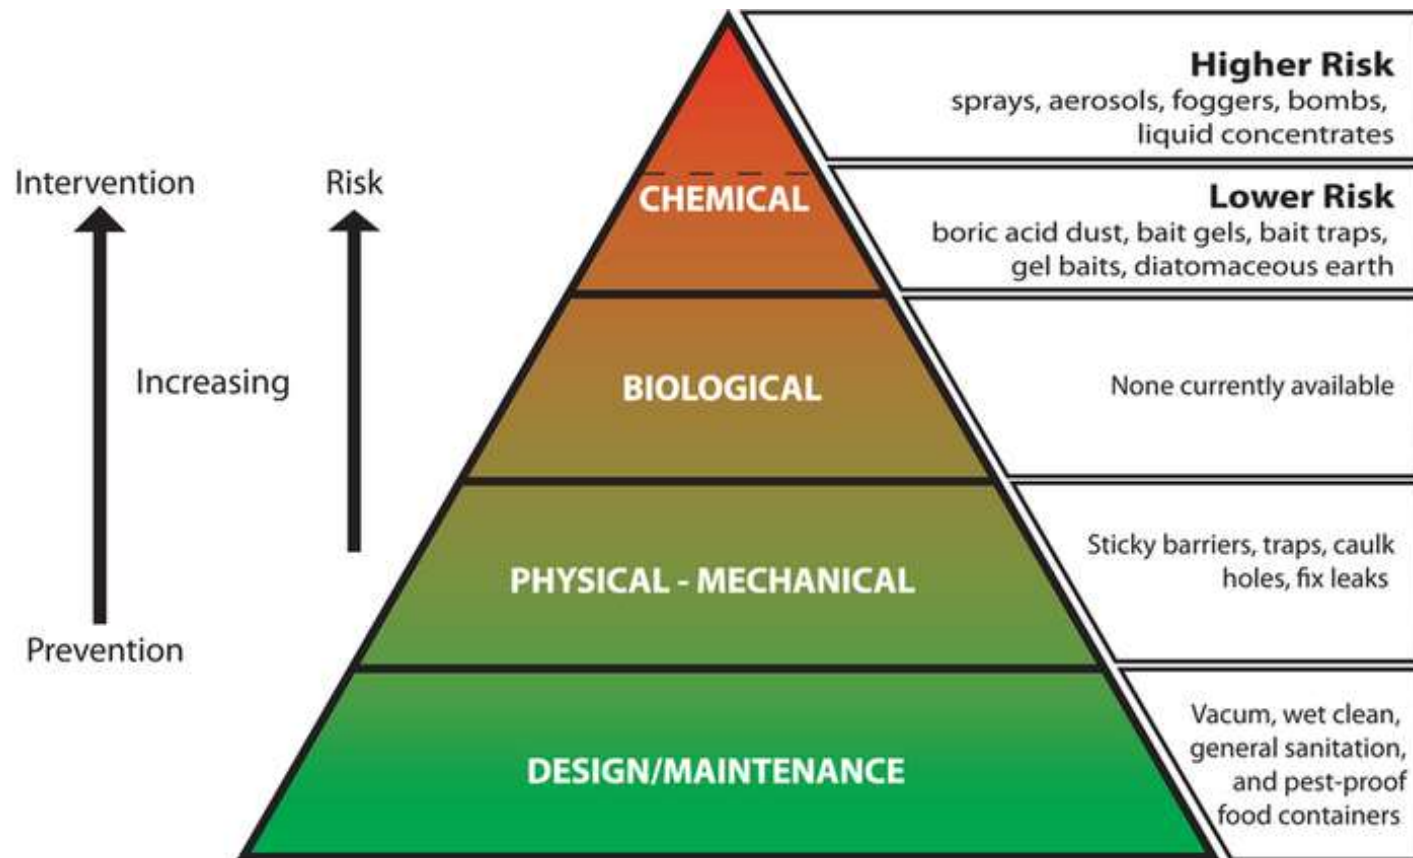 Higher Risk
sprays, aerosols, foggers, bombs,
liquid concentrates
Intervention
Risk
CHEMICAL
Lower Risk
boric acid dust, bait gels, bait traps,
gel baits, diatomaceous earth
Increasing
BIOLOGICAL
None currently available
PHYSICAL - MECHANICAL
Sticky barriers, traps, caulk
holes, fix leaks
Prevention
DESIGN/MAINTENANCE
Vacum, wet clean,
general sanitation,
and pest-proof
food containers